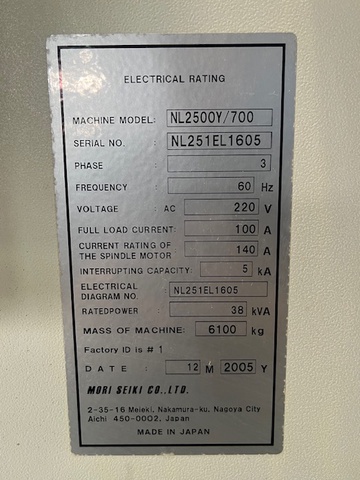 ELECTRICAL RATING
MACHINE MODEL: NL2500Y/700
SERIAL NO. : NL251EL1605
PHASE : 3
FREQUENCY : 60 Hz
VOLTAGE : AC 220 V
FULL LOAD CURRENT: 100 A
CURRENT RATING OF
THE SPINDLE MOTOR : 140 A
INTERRUPTING CAPACITY: 5 kA
ELECTRICAL
DIAGRAM NO. : NL251EL1605
RATEDPOWER : 38 kVA
MASS OF MACHINE: 6100 kg
Factory ID is # 1
DATE : 12 M 2005 Y
MORI SEIKI CO.,LTD.
2-35-16 Meieki, Nakamura-ku, Nagoya City
Aichi 450-0002, Japan
MADE IN JAPAN